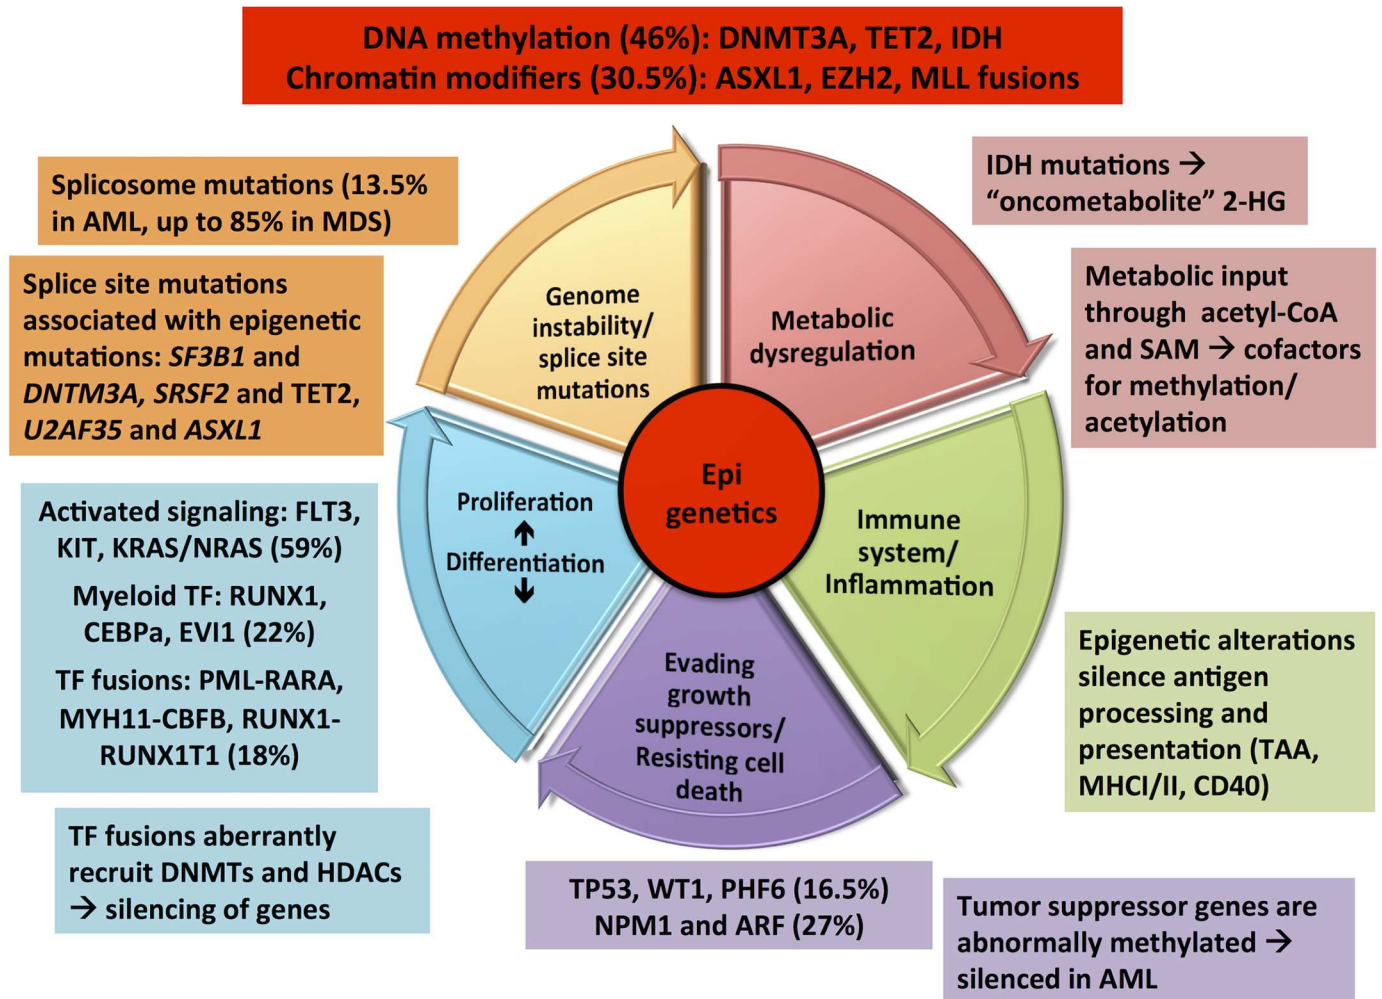 DNA methylation (46%): DNMT3A, TET2, IDH
Chromatin modifiers (30.5%): ASXL1, EZH2, MLL fusions
Splicosome mutations (13.5%
in AML, up to 85% in MDS)
Splice site mutations
associated with epigenetic
mutations: SF3B1 and
DNTM3A, SRSF2 and TET2,
U2AF35 and ASXL1
Activated signaling: FLT3,
KIT, KRAS/NRAS (59%)
Myeloid TF: RUNX1,
CEBPa, EVI1 (22%)
TF fusions: PML-RARA,
MYH11-CBFB, RUNX1-
RUNX1T1 (18%)
TF fusions aberrantly
recruit DNMTs and HDACs
→ silencing of genes
Genome
instability/
splice site
mutations
Metabolic
dysregulation
Epi
genetics
Proliferation
↑
Differentiation
↓
Immune
system/
Inflammation
Evading
growth
suppressors/
Resisting cell
death
IDH mutations →
“oncometabolite” 2-HG
Metabolic input
through acetyl-CoA
and SAM → cofactors
for methylation/
acetylation
Epigenetic alterations
silence antigen
processing and
presentation (TAA,
MHCI/II, CD40)
TP53, WT1, PHF6 (16.5%)
NPM1 and ARF (27%)
Tumor suppressor genes are
abnormally methylated →
silenced in AML